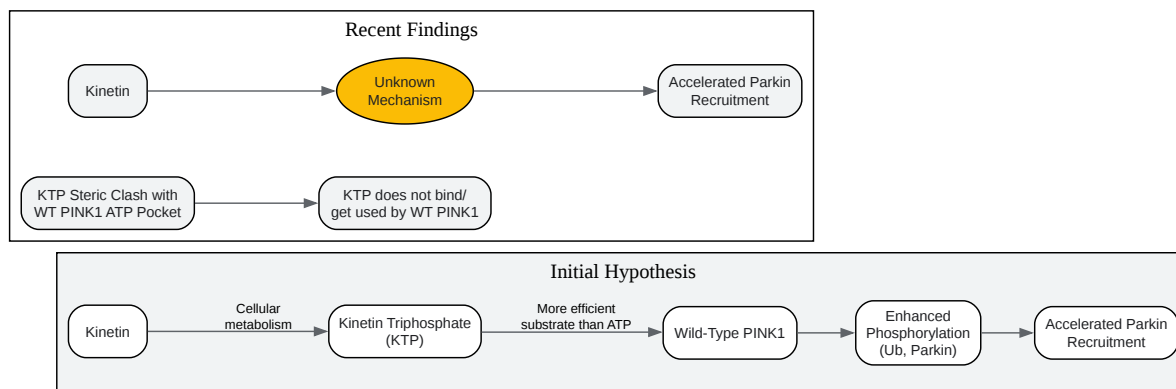 Recent Findings
Kinetin
Unknown
Mechanism
Accelerated Parkin
Recruitment
KTP Steric Clash with
WT PINK1 ATP Pocket
KTP does not bind/
get used by WT PINK1
Initial Hypothesis
Kinetin
Cellular
metabolism
Kinetin Triphosphate
(KTP)
More efficient
substrate than ATP
Wild-Type PINK1
Enhanced
Phosphorylation
(Ub, Parkin)
Accelerated Parkin
Recruitment